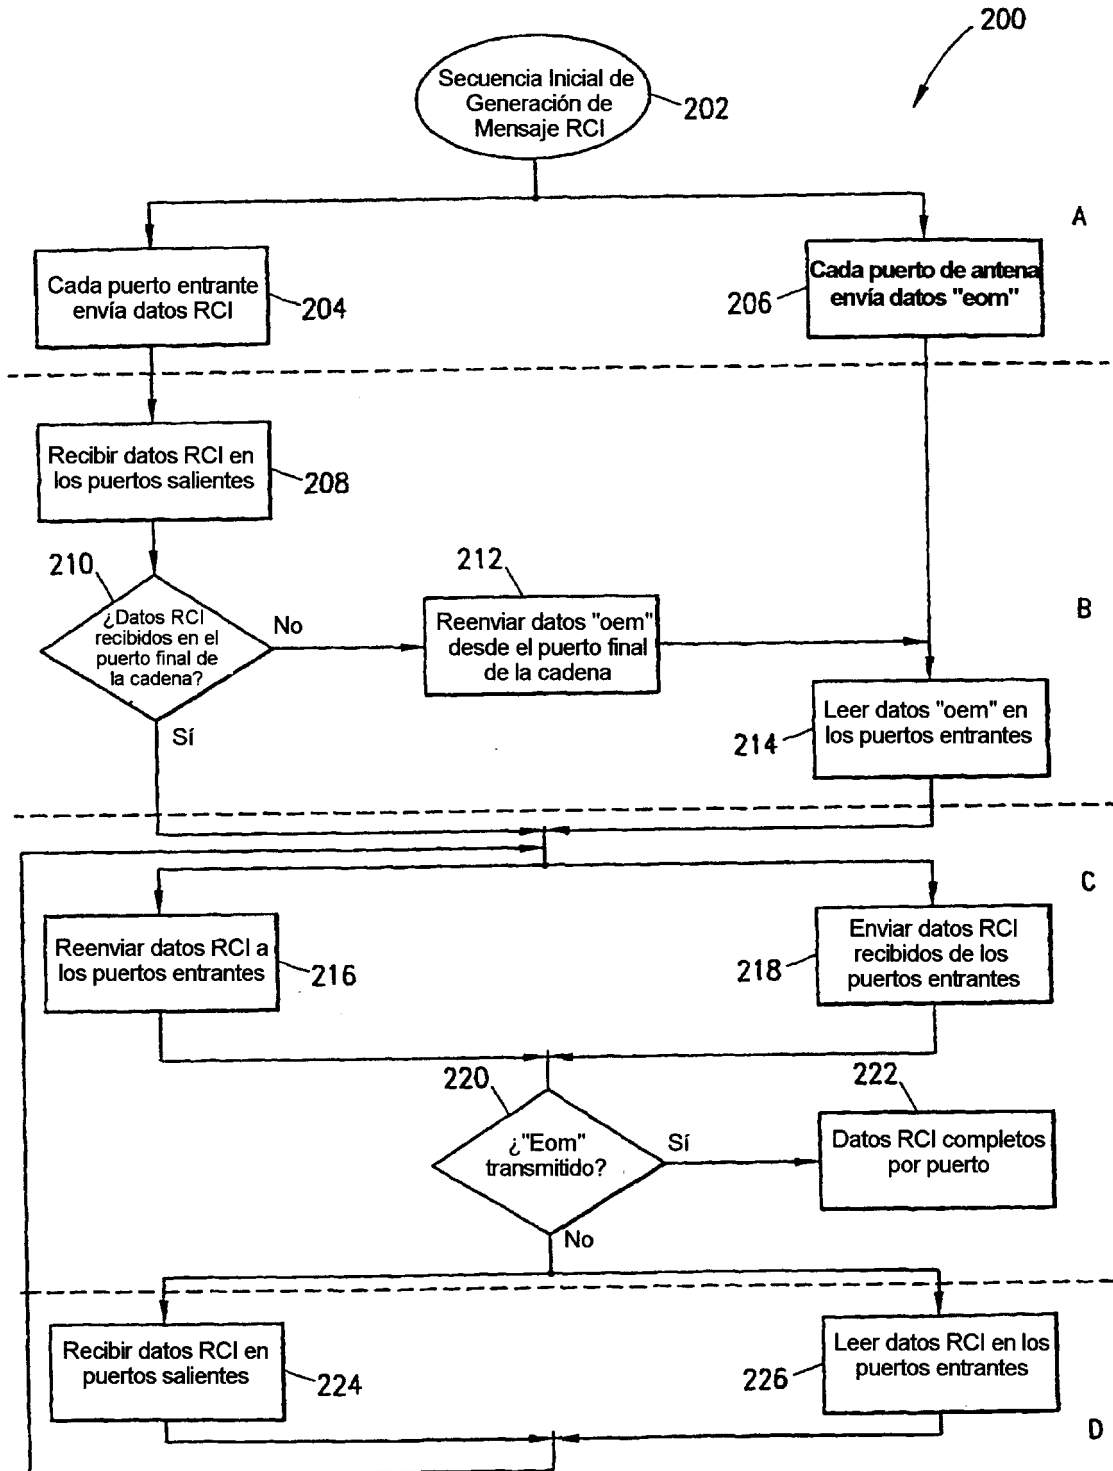 200
Secuencia Inicial de
Generación de
Mensaje RCI
202
A
Cada puerto entrante
envía datos RCI
204
Cada puerto de antena
envía datos "eom"
206
Recibir datos RCI en
los puertos salientes
208
210
¿Datos RCI
recibidos en el
puerto final de
la cadena?
No
Sí
212
Reenviar datos "oem"
desde el puerto final
de la cadena
B
Leer datos "oem" en
los puertos entrantes
214
C
Reenviar datos RCI a
los puertos entrantes
216
Enviar datos RCI
recibidos de los
puertos entrantes
218
220
¿"Eom"
transmitido?
Sí
No
222
Datos RCI completos
por puerto
Recibir datos RCI en
puertos salientes
224
Leer datos RCI en los
puertos entrantes
226
D